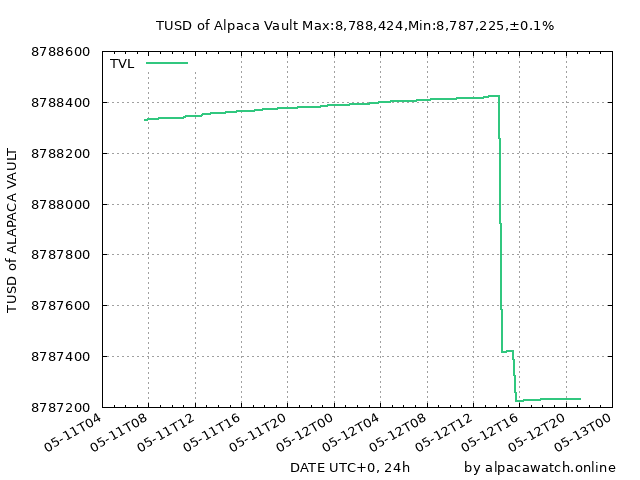 TUSD of Alpaca Vault Max:8,788,424,Min:8,787,225,±0.1%
TVL
TUSD of ALAPACA VAULT
8788600
8788400
8788200
8788000
8787800
8787600
8787400
8787200
05-11T04
05-11T08
05-11T12
05-11T16
05-11T20
05-12T00
05-12T04
05-12T08
05-12T12
05-12T16
05-12T20
05-13T00
DATE UTC+0, 24h
by alpacawatch.online